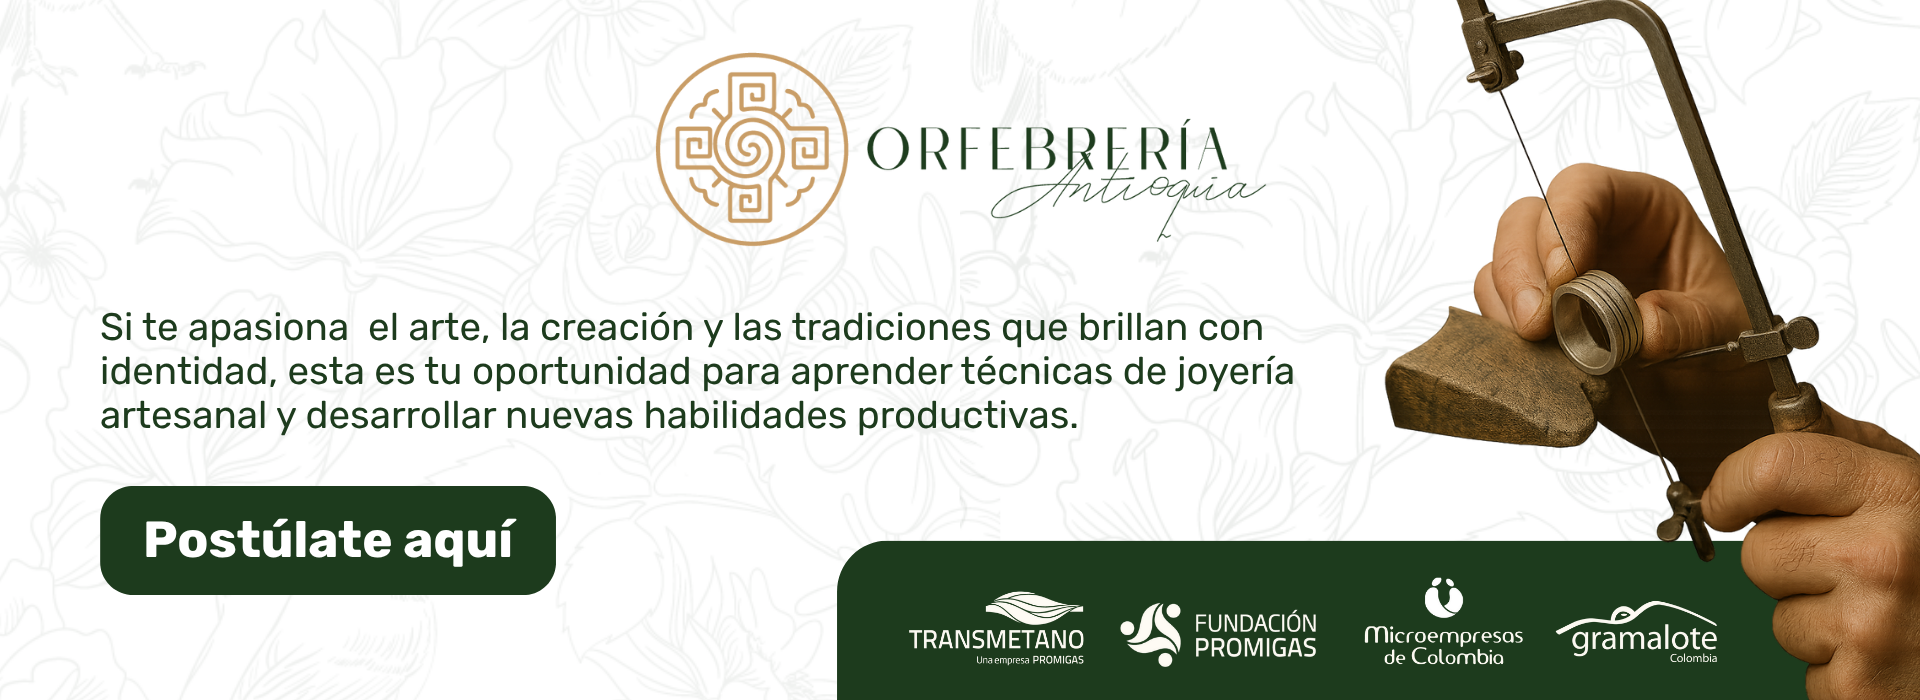 ORFEBRERÍA
Antioquia
Si te apasiona  el arte, la creación y las tradiciones que brillan con
identidad, esta es tu oportunidad para aprender técnicas de joyería
artesanal y desarrollar nuevas habilidades productivas.
Postúlate aquí
TRANSMETANO
Una empresa PROMIGAS
FUNDACIÓN
PROMIGAS
Microempresas
de Colombia
gramalote
Colombia